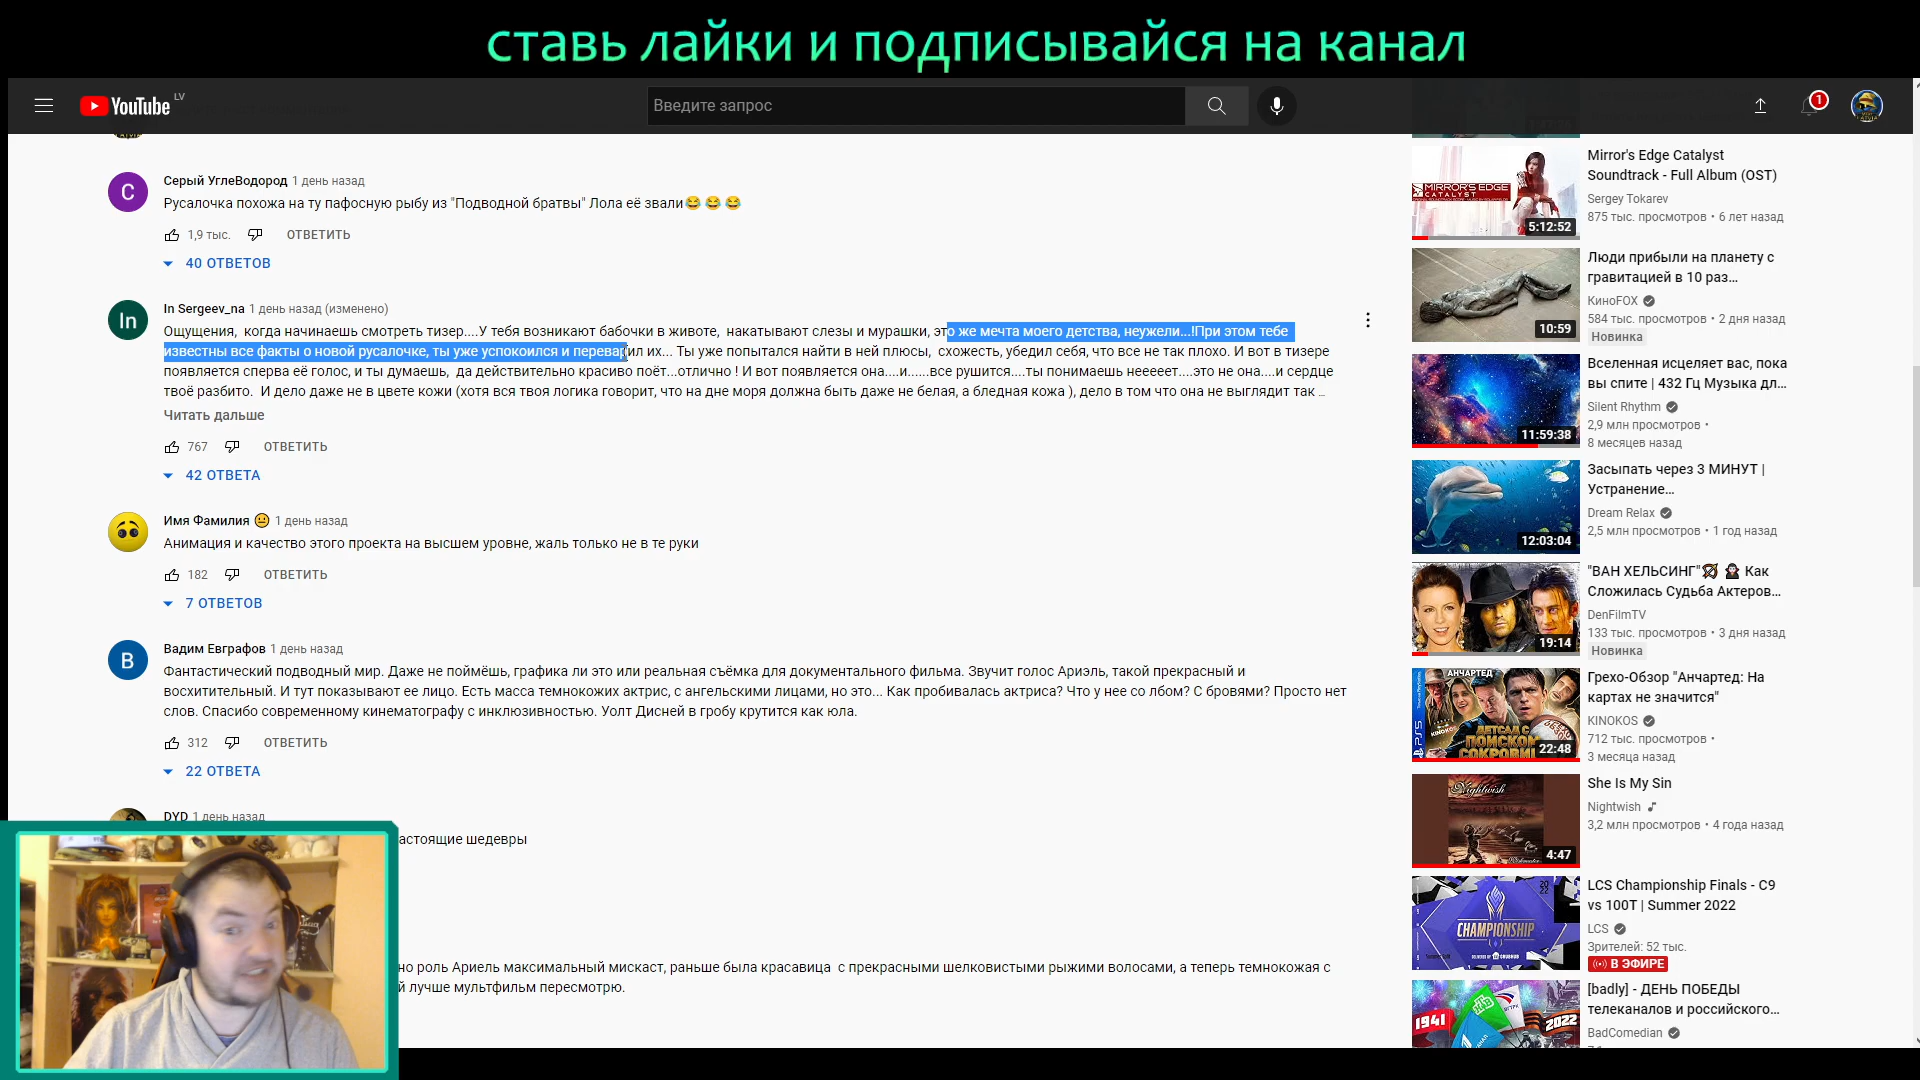 ставь лайки и подписывайся на канал
YouTube
LV
Введите запрос
1
Серый УглеВодород 1 день назад
Русалочка похожа на ту пафосную рыбу из "Подводной братвы" Лола её звали😂 😂 😂
1,9 тыс.
ОТВЕТИТЬ
40 ОТВЕТОВ
In
In Sergeev_na 1 день назад (изменено)
Ощущения, когда начинаешь смотреть тизер....У тебя возникают бабочки в животе, накатывают слезы и мурашки, это же мечта моего детства, неужели...!При этом тебе
известны все факты о новой русалочке, ты уже успокоился и переварил их... Ты уже попытался найти в ней плюсы, схожесть, убедил себя, что все не так плохо. И вот в тизере
появляется сперва её голос, и ты думаешь, да действительно красиво поёт...отлично ! И вот появляется она....и......все рушится....ты понимаешь нееееет....это не она....и сердце
твоё разбито. И дело даже не в цвете кожи (хотя вся твоя логика говорит, что на дне моря должна быть даже не белая, а бледная кожа ), дело в том что она не выглядит так ...
Читать дальше
767
ОТВЕТИТЬ
42 ОТВЕТА
Имя Фамилия 😐 1 день назад
Анимация и качество этого проекта на высшем уровне, жаль только не в те руки
182
ОТВЕТИТЬ
7 ОТВЕТОВ
В
Вадим Евграфов 1 день назад
Фантастический подводный мир. Даже не поймёшь, графика ли это или реальная съёмка для документального фильма. Звучит голос Ариэль, такой прекрасный и
восхитительный. И тут показывают ее лицо. Есть масса темнокожих актрис, с ангельскими лицами, но это... Как пробивалась актриса? Что у нее со лбом? С бровями? Просто нет
слов. Спасибо современному кинематографу с инклюзивностью. Уолт Дисней в гробу крутится как юла.
312
ОТВЕТИТЬ
22 ОТВЕТА
DYD 1 день назад
астоящие шедевры
но роль Ариель максимальный мискаст, раньше была красавица с прекрасными шелковистыми рыжими волосами, а теперь темнокожая с
й лучше мультфильм пересмотрю.
MIRROR'S EDGE
CATALYST
5:12:52
Mirror's Edge Catalyst
Soundtrack - Full Album (OST)
Sergey Tokarev
875 тыс. просмотров • 6 лет назад
10:59
Люди прибыли на планету с
гравитацией в 10 раз...
КиноFOX
584 тыс. просмотров • 2 дня назад
Новинка
11:59:38
Вселенная исцеляет вас, пока
вы спите | 432 Гц Музыка дл...
Silent Rhythm
2,9 млн просмотров •
8 месяцев назад
12:03:04
Засыпать через 3 МИНУТ |
Устранение...
Dream Relax
2,5 млн просмотров • 1 год назад
19:14
"ВАН ХЕЛЬСИНГ"🏹 🧛 Как
Сложилась Судьба Актеров...
DenFilmTV
133 тыс. просмотров • 3 дня назад
Новинка
АНЧАРТЕД
PS5
KINOKOS
ДЕТСАД С
ПОИСКОМ
СОКРОВИЩ
22:48
Грехо-Обзор "Анчартед: На
картах не значится"
KINOKOS
712 тыс. просмотров •
3 месяца назад
Nightwish
4:47
She Is My Sin
Nightwish
3,2 млн просмотров • 4 года назад
2022
CHAMPIONSHIP
LCS Championship Finals - C9
vs 100T | Summer 2022
LCS
Зрителей: 52 тыс.
В ЭФИРЕ
1941
НТВ
2022
[badly] - ДЕНЬ ПОБЕДЫ
телеканалов и российского...
BadComedian